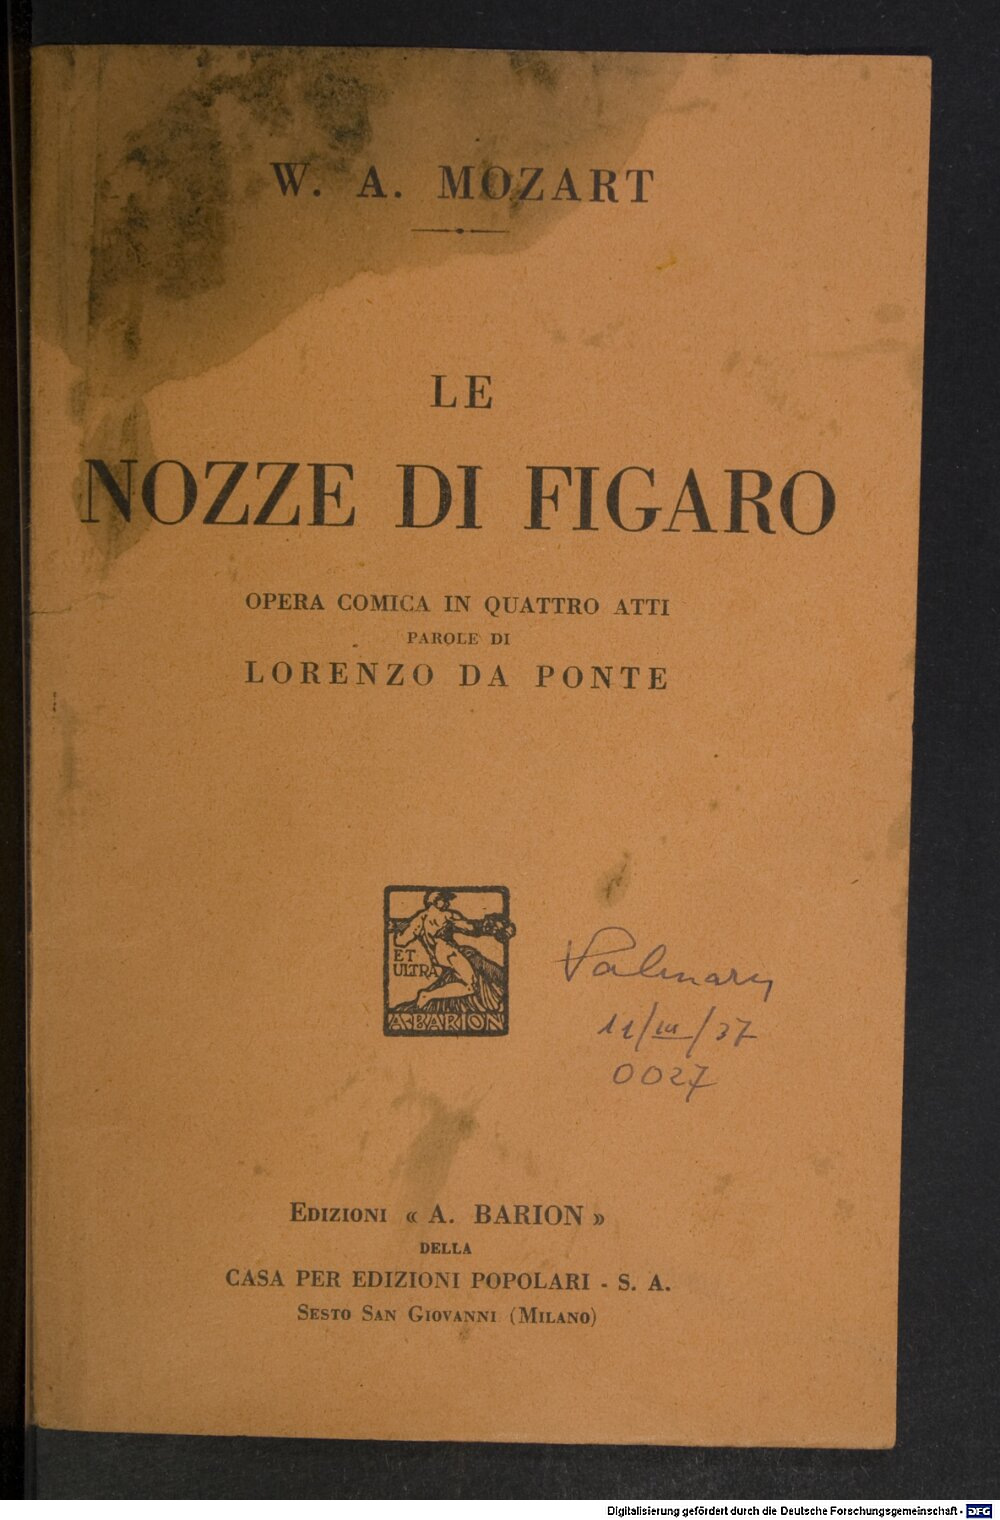 W. A. MOZART
LE
NOZZE DI FIGARO
OPERA COMICA IN QUATTRO ATTI
PAROLE DI
LORENZO DA PONTE
ET
ULTRA
A·BARION
11/III/37
0027
EDIZIONI « A. BARION »
DELLA
CASA PER EDIZIONI POPOLARI - S. A.
SESTO SAN GIOVANNI (MILANO)
Digitalisierung gefördert durch die Deutsche Forschungsgemeinschaft - DFG